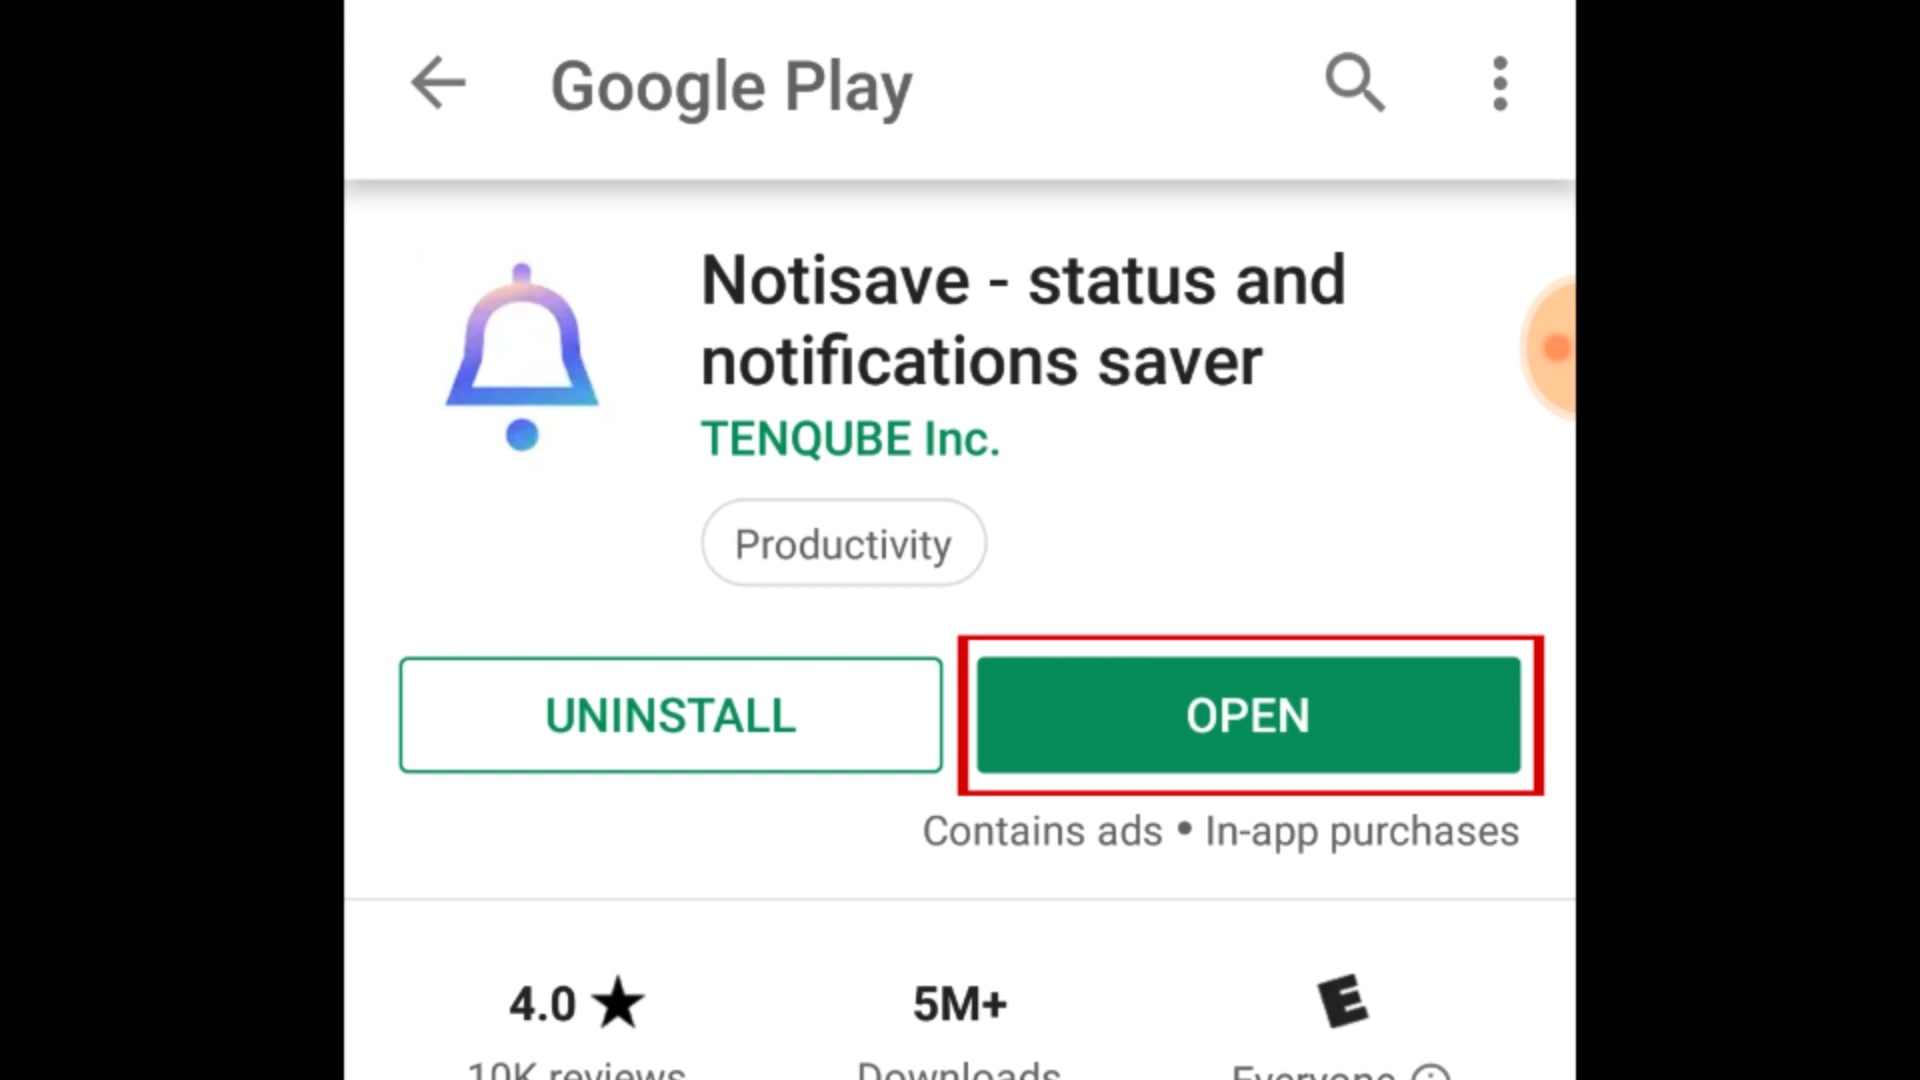 Google Play
Notisave - status and
notifications saver
TENQUBE Inc.
Productivity
UNINSTALL
OPEN
Contains ads • In-app purchases
4.0 ★
5M+
E
10K reviews
Downloads
Everyone